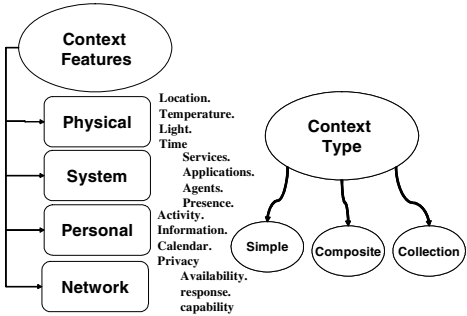 Context
Features
Physical
Location.
Temperature.
Light.
Time
System
Services.
Applications.
Agents.
Presence.
Personal
Activity.
Information.
Calendar.
Privacy
Network
Availability.
response.
capability
Context
Type
Simple
Composite
Collection